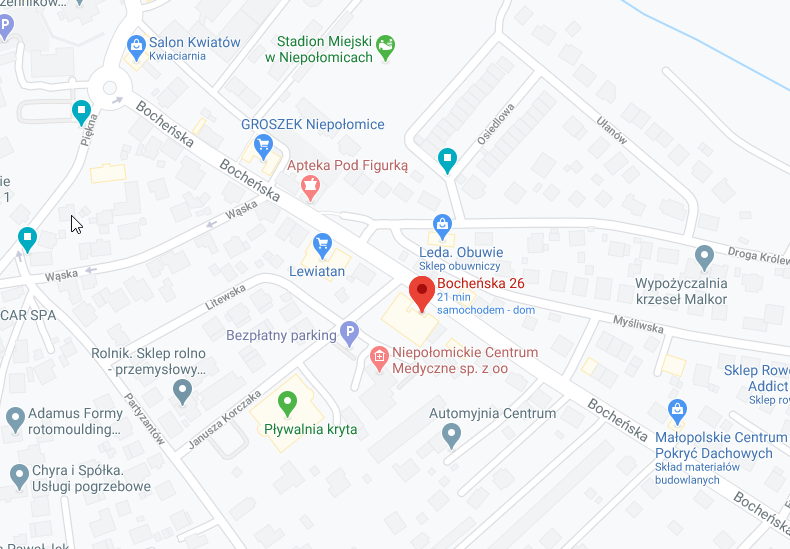 zenników...
P
Salon Kwiatów
Kwiaciarnia
Stadion Miejski
w Niepołomicach
Piękna
Bocheńska
GROSZEK Niepołomice
Bocheńska
Apteka Pod Figurką
Osiedlowa
Ułanów
ie
1
Wąska
Leda. Obuwie
Sklep obuwniczy
Droga Królew
Wąska
Lewiatan
Wypożyczalnia
krzeseł Malkor
Bocheńska 26
21 min
samochodem - dom
Litewska
CAR SPA
Myśliwska
Bezpłatny parking
P
Rolnik. Sklep rolno
- przemysłowy...
Niepołomickie Centrum
Medyczne sp. z oo
Sklep Rowe
Addict
Sklep row
Partyzantów
Janusza Korczaka
Adamus Formy
rotomoulding...
Pływalnia kryta
Automyjnia Centrum
Bocheńska
Małopolskie Centrum
Pokryć Dachowych
Skład materiałów
budowlanych
Chyra i Spółka.
Usługi pogrzebowe
Bocheńska